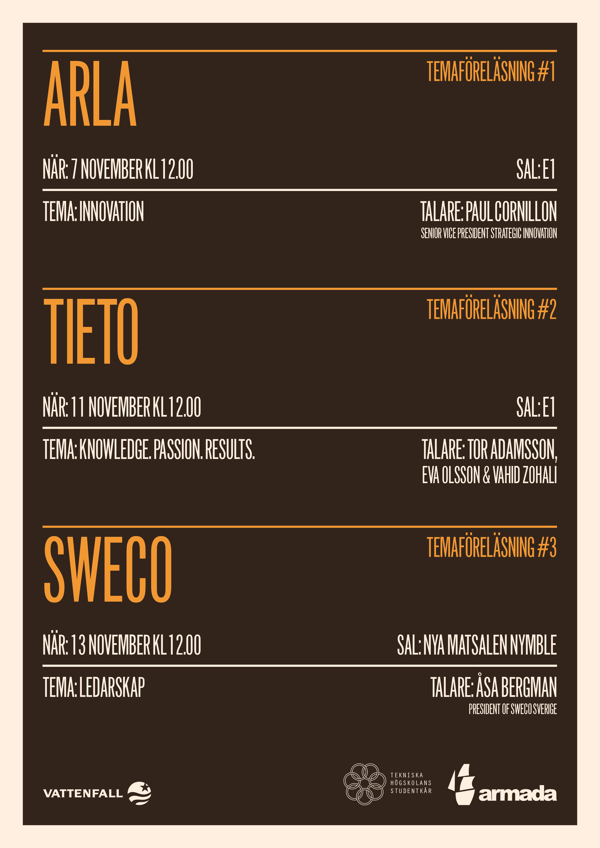 ARLA
TEMAFÖRELÄSNING #1
NÄR: 7 NOVEMBER KL 12.00
SAL: E1
TEMA: INNOVATION
TALARE: PAUL CORNILLON
SENIOR VICE PRESIDENT STRATEGIC INNOVATION
TIETO
TEMAFÖRELÄSNING #2
NÄR: 11 NOVEMBER KL 12.00
SAL: E1
TEMA: KNOWLEDGE. PASSION. RESULTS.
TALARE: TOR ADAMSSON,
EVA OLSSON & VAHID ZOHALI
SWECO
TEMAFÖRELÄSNING #3
NÄR: 13 NOVEMBER KL 12.00
SAL: NYA MATSALEN NYMBLE
TEMA: LEDARSKAP
TALARE: ÅSA BERGMAN
PRESIDENT OF SWECO SVERIGE
VATTENFALL
TEKNISKA
HÖGSKOLANS
STUDENTKÅR
armada